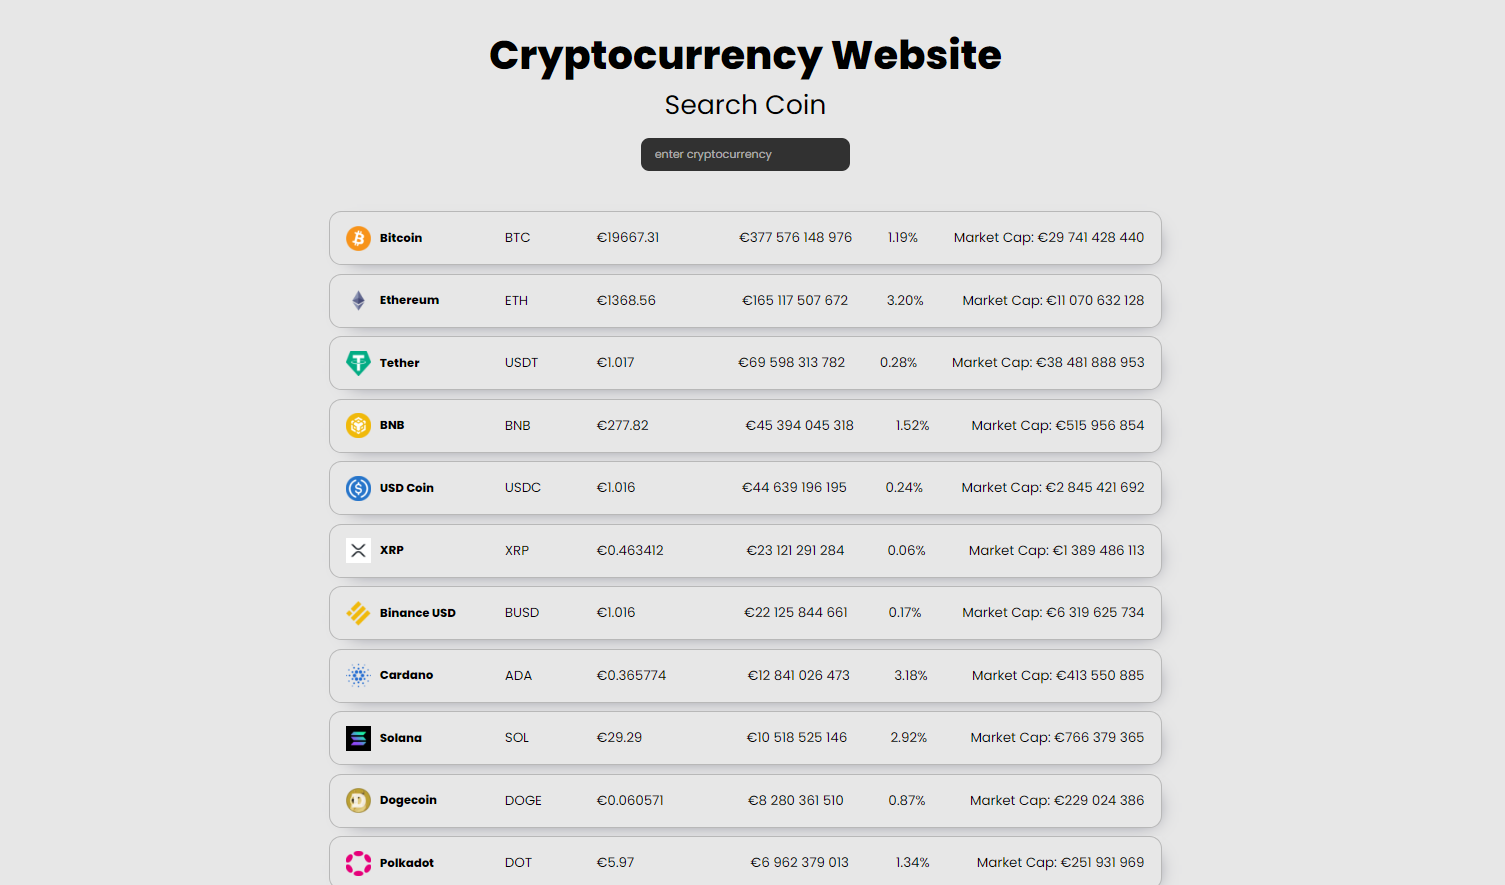 Cryptocurrency Website
Search Coin
enter cryptocurrency
Bitcoin BTC €19667.31 €377 576 148 976 1.19% Market Cap: €29 741 428 440
Ethereum ETH €1368.56 €165 117 507 672 3.20% Market Cap: €11 070 632 128
Tether USDT €1.017 €69 598 313 782 0.28% Market Cap: €38 481 888 953
BNB BNB €277.82 €45 394 045 318 1.52% Market Cap: €515 956 854
USD Coin USDC €1.016 €44 639 196 195 0.24% Market Cap: €2 845 421 692
XRP XRP €0.463412 €23 121 291 284 0.06% Market Cap: €1 389 486 113
Binance USD BUSD €1.016 €22 125 844 661 0.17% Market Cap: €6 319 625 734
Cardano ADA €0.365774 €12 841 026 473 3.18% Market Cap: €413 550 885
Solana SOL €29.29 €10 518 525 146 2.92% Market Cap: €766 379 365
Dogecoin DOGE €0.060571 €8 280 361 510 0.87% Market Cap: €229 024 386
Polkadot DOT €5.97 €6 962 379 013 1.34% Market Cap: €251 931 969